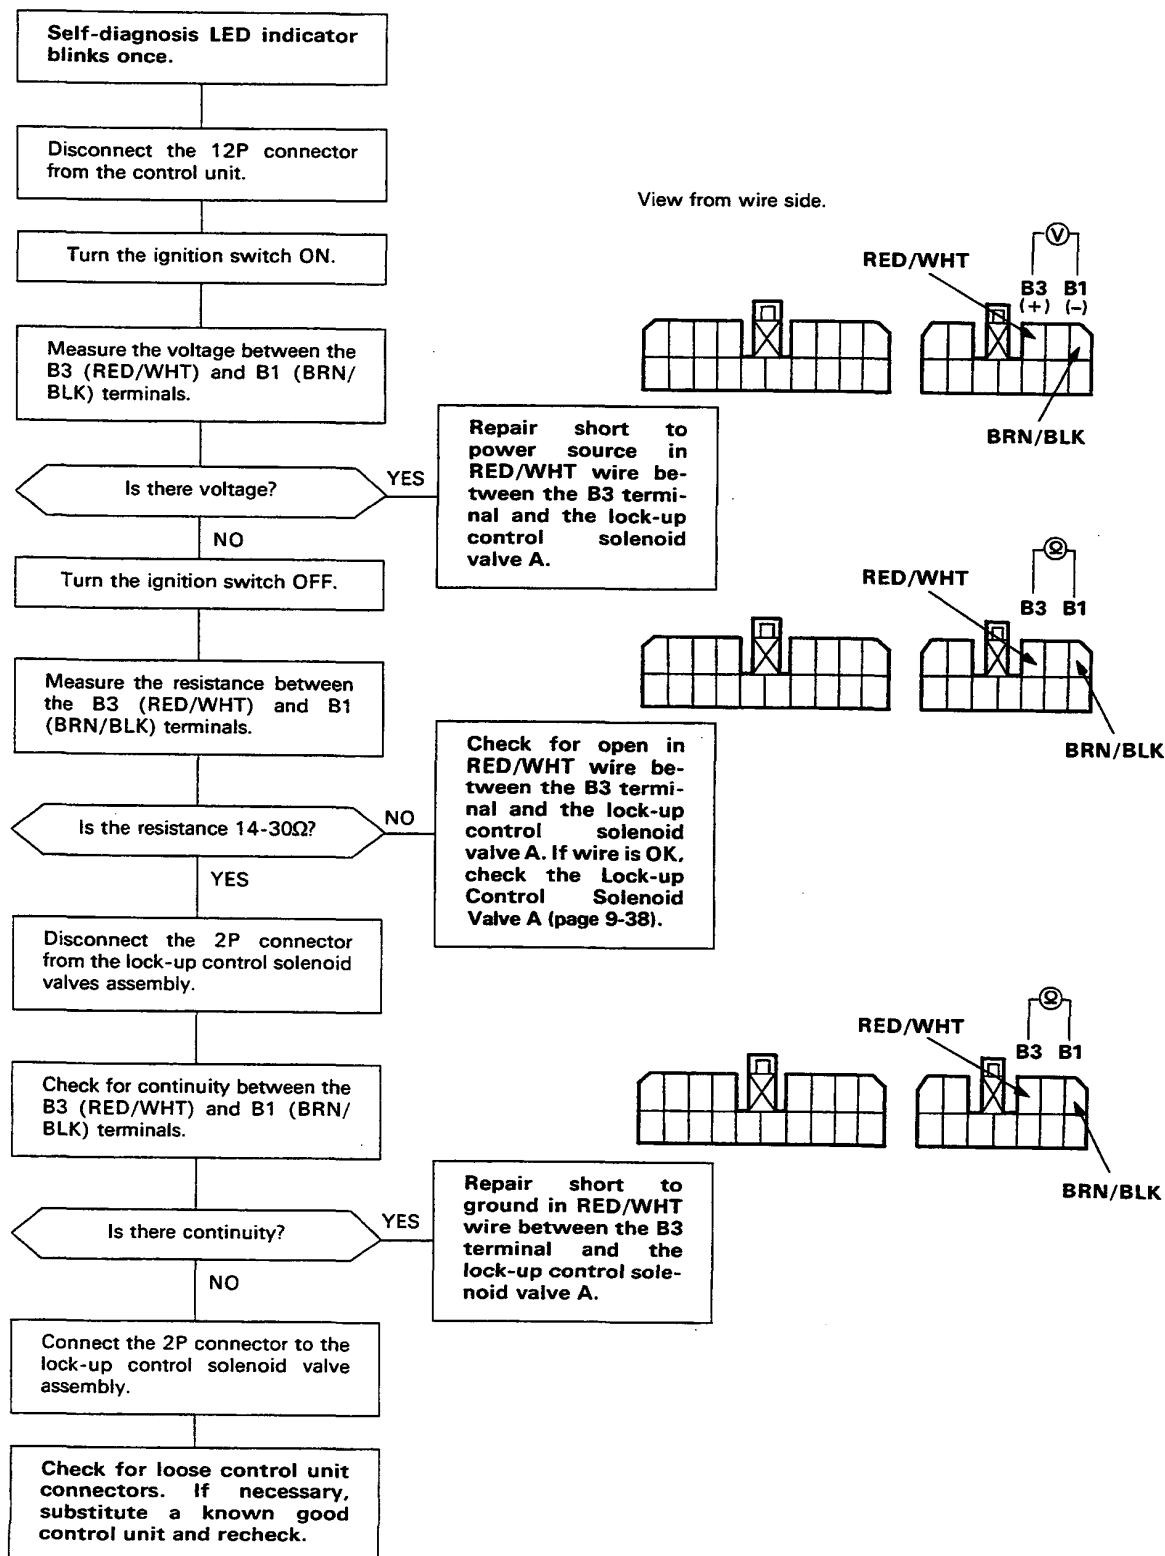 Self-diagnosis LED indicator
blinks once.
Disconnect the 12P connector
from the control unit.
Turn the ignition switch ON.
Measure the voltage between the
B3 (RED/WHT) and B1 (BRN/
BLK) terminals.
Is there voltage?
YES
Repair short to
power source in
RED/WHT wire be-
tween the B3 termi-
nal and the lock-up
control solenoid
valve A.
NO
Turn the ignition switch OFF.
Measure the resistance between
the B3 (RED/WHT) and B1
(BRN/BLK) terminals.
Is the resistance 14-30Ω?
NO
Check for open in
RED/WHT wire be-
tween the B3 termi-
nal and the lock-up
control solenoid
valve A. If wire is OK,
check the Lock-up
Control Solenoid
Valve A (page 9-38).
YES
Disconnect the 2P connector
from the lock-up control solenoid
valves assembly.
Check for continuity between the
B3 (RED/WHT) and B1 (BRN/
BLK) terminals.
Is there continuity?
YES
Repair short to
ground in RED/WHT
wire between the B3
terminal and the
lock-up control sole-
noid valve A.
NO
Connect the 2P connector to the
lock-up control solenoid valve
assembly.
Check for loose control unit
connectors. If necessary,
substitute a known good
control unit and recheck.
View from wire side.
V
RED/WHT
B3 B1
(+) (-)
BRN/BLK
Ω
RED/WHT
B3 B1
BRN/BLK
Ω
RED/WHT
B3 B1
BRN/BLK